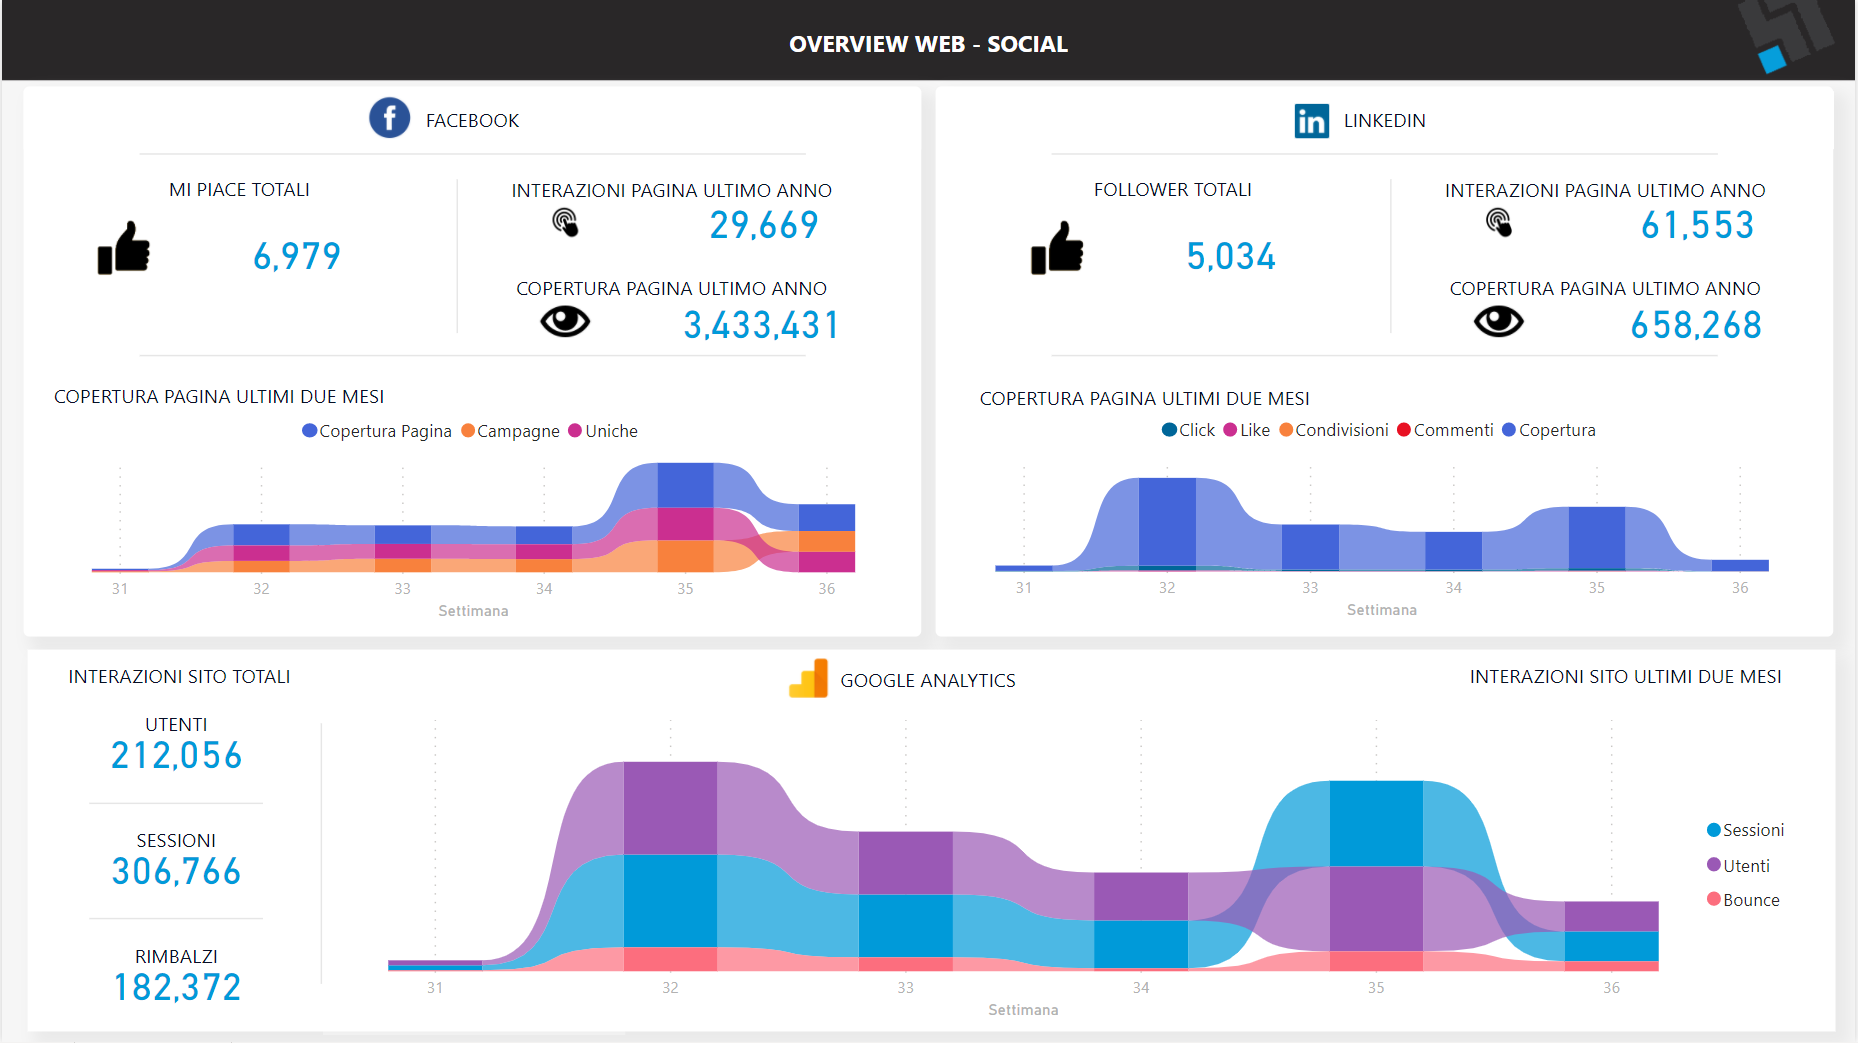 OVERVIEW WEB - SOCIAL
FACEBOOK
MI PIACE TOTALI
6,979
INTERAZIONI PAGINA ULTIMO ANNO
29,669
COPERTURA PAGINA ULTIMO ANNO
3,433,431
COPERTURA PAGINA ULTIMI DUE MESI
Copertura Pagina Campagne Uniche
31 32 33 34 35 36
Settimana
LINKEDIN
FOLLOWER TOTALI
5,034
INTERAZIONI PAGINA ULTIMO ANNO
61,553
COPERTURA PAGINA ULTIMO ANNO
658,268
COPERTURA PAGINA ULTIMI DUE MESI
Click Like Condivisioni Commenti Copertura
31 32 33 34 35 36
Settimana
INTERAZIONI SITO TOTALI
UTENTI
212,056
SESSIONI
306,766
RIMBALZI
182,372
GOOGLE ANALYTICS
INTERAZIONI SITO ULTIMI DUE MESI
31 32 33 34 35 36
Settimana
Sessioni
Utenti
Bounce